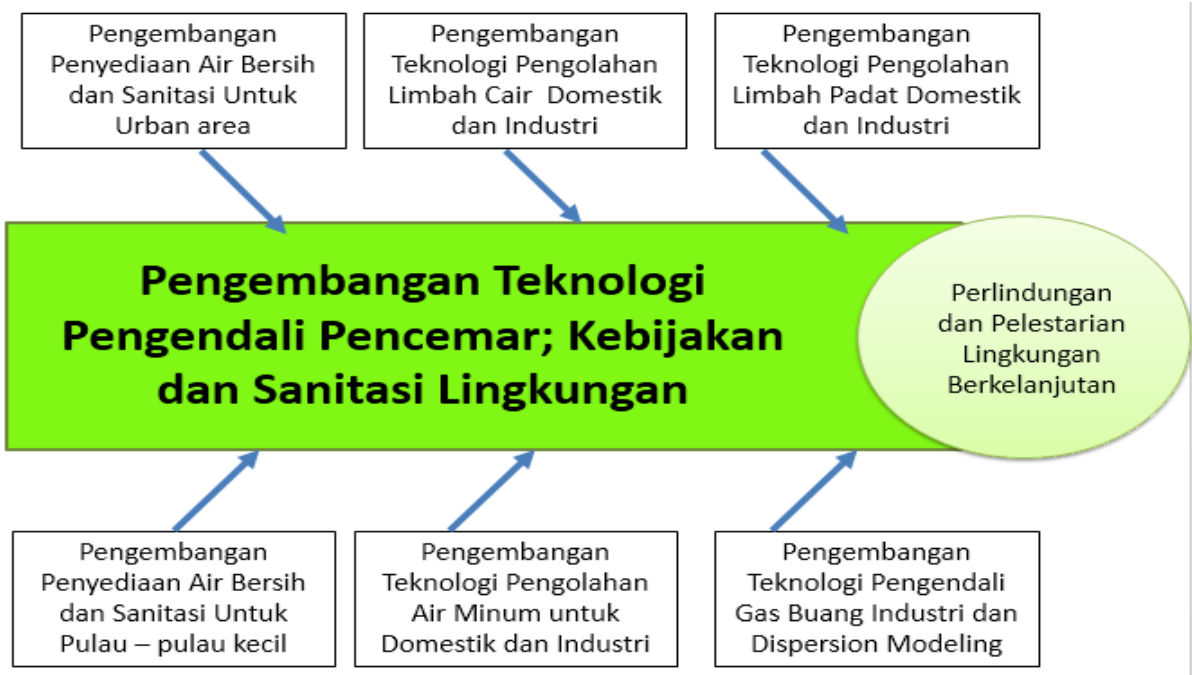 Pengembangan
Penyediaan Air Bersih
dan Sanitasi Untuk
Urban area
Pengembangan
Teknologi Pengolahan
Limbah Cair  Domestik
dan Industri
Pengembangan
Teknologi Pengolahan
Limbah Padat Domestik
dan Industri
Pengembangan Teknologi
Pengendali Pencemar; Kebijakan
dan Sanitasi Lingkungan
Perlindungan
dan Pelestarian
Lingkungan
Berkelanjutan
Pengembangan
Penyediaan Air Bersih
dan Sanitasi Untuk
Pulau – pulau kecil
Pengembangan
Teknologi Pengolahan
Air Minum untuk
Domestik dan Industri
Pengembangan
Teknologi Pengendali
Gas Buang Industri dan
Dispersion Modeling